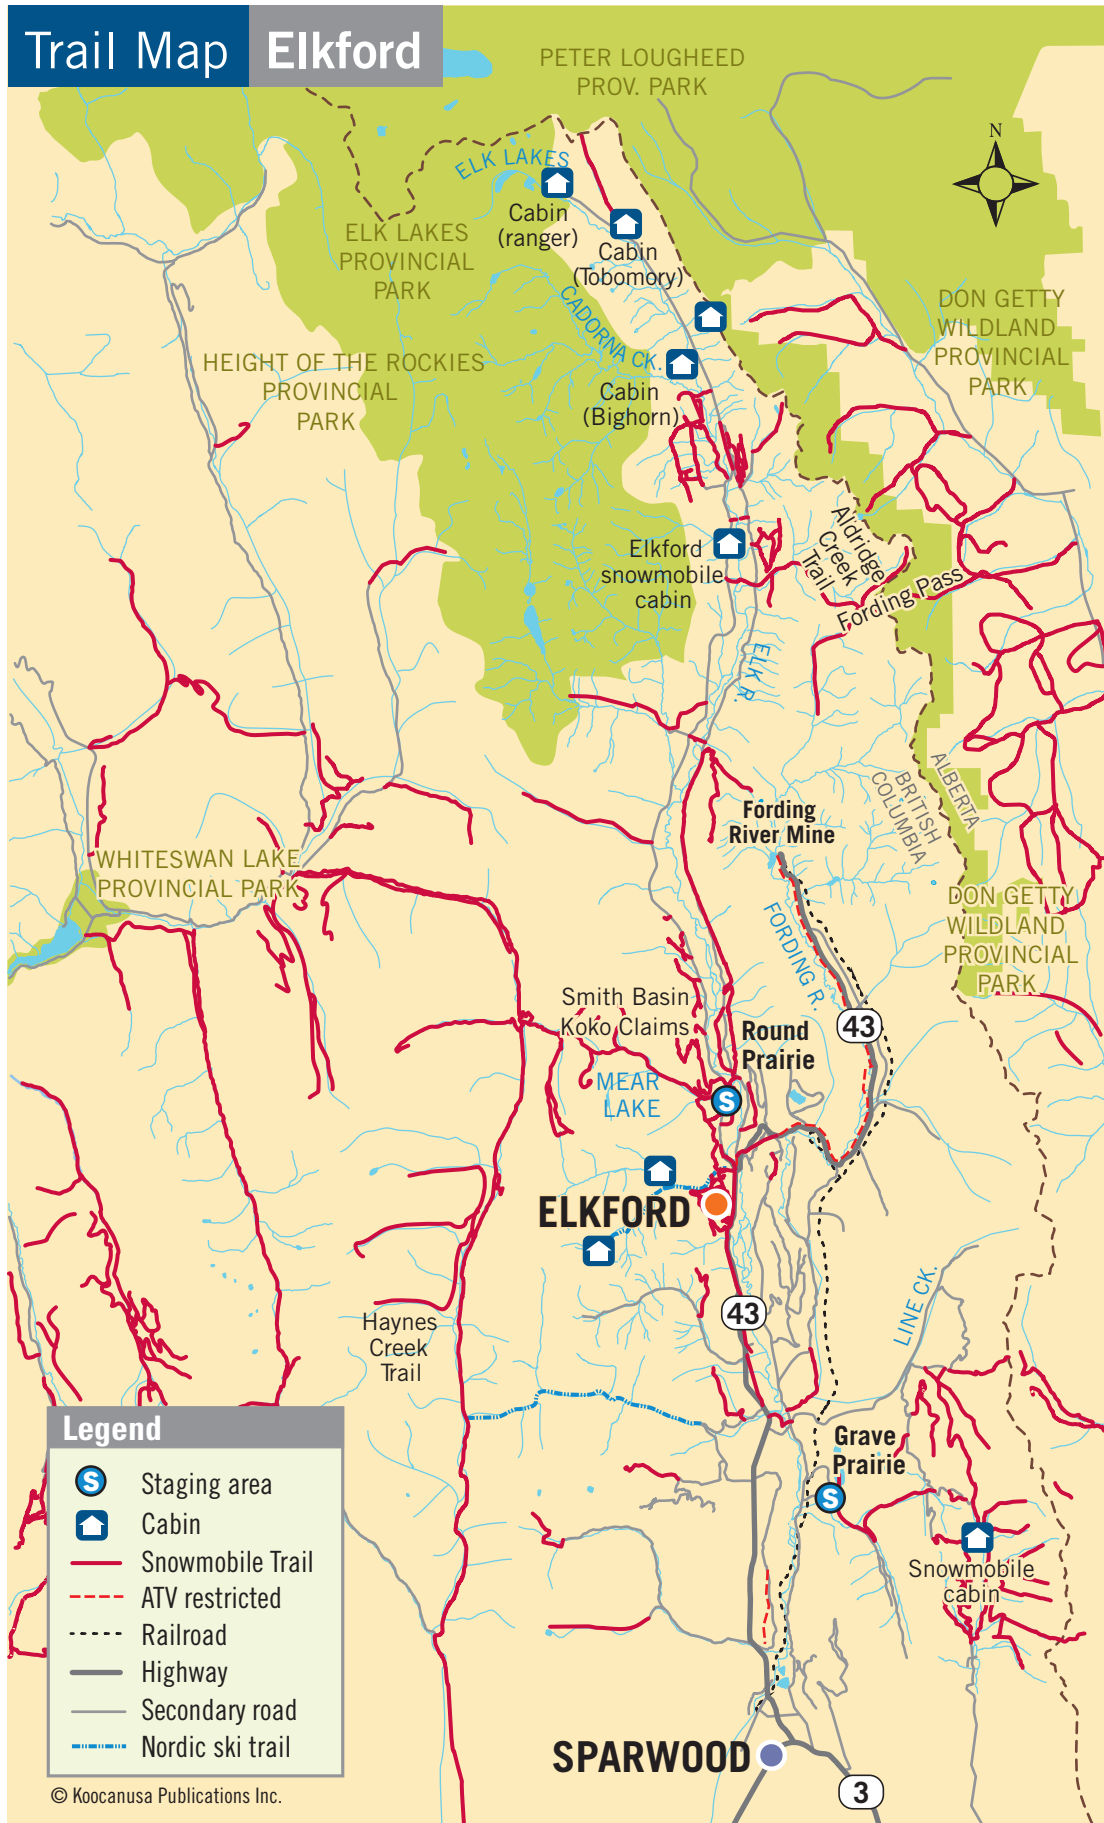 Trail Map Elkford
PETER LOUGHEED
PROV. PARK
N
ELK LAKES
Cabin
(ranger)
Cabin
(Tobomory)
ELK LAKES
PROVINCIAL
PARK
CADORNA CK.
DON GETTY
WILDLAND
PROVINCIAL
PARK
HEIGHT OF THE ROCKIES
PROVINCIAL
PARK
Cabin
(Bighorn)
Elkford
snowmobile
cabin
Aldridge
Creek
Trail
Fording Pass
ELK R.
ALBERTA
BRITISH
COLUMBIA
Fording
River Mine
WHITESWAN LAKE
PROVINCIAL PARK
FORDING R.
DON GETTY
WILDLAND
PROVINCIAL
PARK
Smith Basin
Koko Claims
43
Round
Prairie
MEAR
LAKE
S
ELKFORD
43
LINE CK.
Haynes
Creek
Trail
Grave
Prairie
S
Snowmobile
cabin
Legend
S Staging area
Cabin
Snowmobile Trail
ATV restricted
Railroad
Highway
Secondary road
Nordic ski trail
SPARWOOD
3
© Koocanusa Publications Inc.